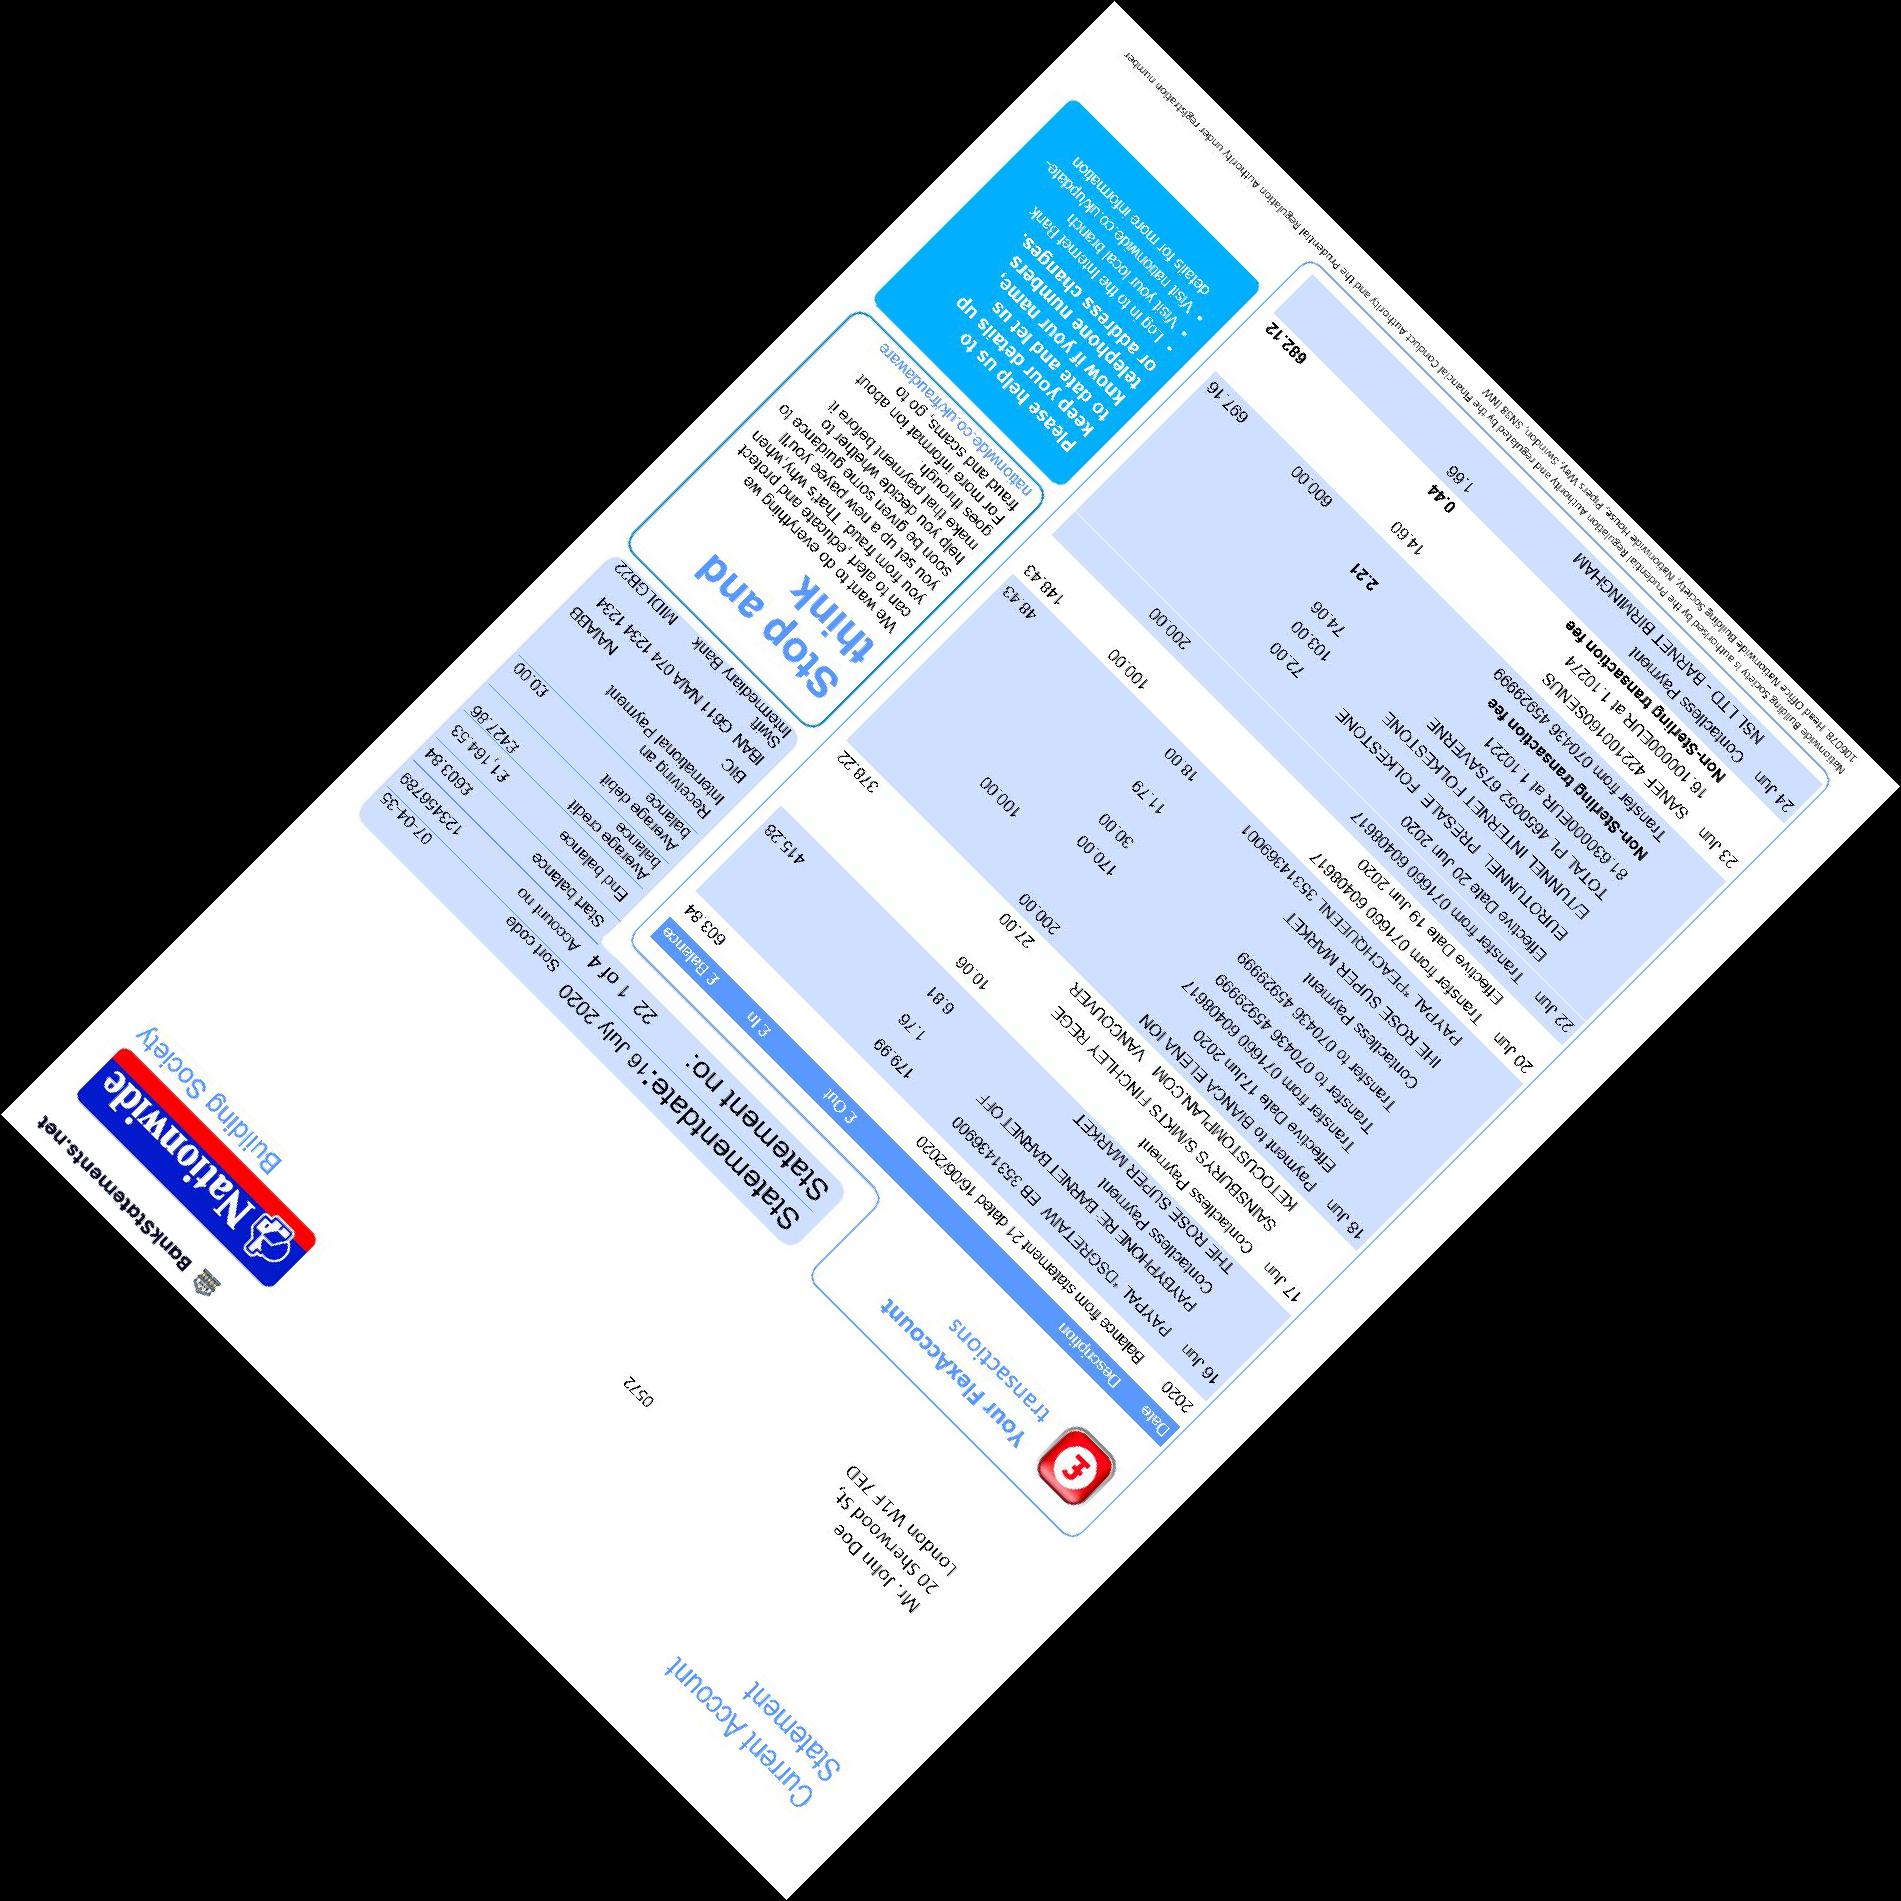 BankStatements.net
Nationwide
Building Society
Current Account
Statement
Mr. John Doe
20 Sherwood St,
London W1F 7ED
0572
Statementdate:16 July 2020
Statement no: 22 1 of 4
Sort code 07-04-35
Account no 123456789
Start balance £603.84
End balance £1,164.53
Average credit
balance £427.86
Average debit
balance £0.00
Receiving an
International Payment
BIC NAIABB
IBAN G611 NAIA 074 1234 1234
Swift
Intermediary Bank MIDLGB22
Your FlexAccount
transactions
Date Description £ Out £ In £ Balance
2020 Balance from statement 21 dated 16/06/2020 603.84
16 Jun PAYPAL *DSGRETAIW EB 3531436900 179.99
PAYBYPHONE RE: BARNET BARNET OFF 1.76
Contactless Payment 6.81 415.28
THE ROSE SUPER MARKET
17 Jun Contactless Payment 10.06
SAINSBURYS S/MKTS FINCHLEY REGE
KETOCUSTOMPLAN.COM VANCOUVER 27.00 378.22
18 Jun Payment to BIANCA ELENA ION 200.00
Effective Date 17Jun 2020
Transfer from 071660 60408617 100.00
Transfer to 070436 45929999 170.00
Transfer to 070436 45929999 30.00
Contactless Payment 11.79
THE ROSE SUPER MARKET
PAYPAL *PEACHQUEENL 35314369001 18.00 48.43
20 Jun Transfer from 071660 60408617 100.00 148.43
Effective Date 19 Jun 2020
22 Jun Transfer from 071660 60408617 200.00
Effective Date 20 Jun 2020
EUROTUNNEL PRESALE FOLKESTONE 72.00
E/TUNNEL INTERNET FOLKESTONE 103.00
TOTAL PL 4650052 67SAVERNE 74.06
81.63000EUR at 1.10221
Non-Sterling transaction fee 2.21
Transfer from 070436 45929999 600.00 697.16
23 Jun SANEF 422100160SENUS 14.60
16.10000EUR at 1.10274
Non-Sterling transaction fee 0.44 682.12
24 Jun Contactless Payment 1.66
NSL LTD - BARNET BIRMINGHAM
Stop and
think
We want to do everything we
can to alert, educate and protect
you from fraud. That's why,when
you set up a new payee you'll
soon be given some guidance to
help you decide whether to
make that payment before it
goes through.
For more information about
fraud and scams, go to
nationwide.co.uk/fraudaware
Please help us to
keep your details up
to date and let us
know if your name,
telephone numbers
or address changes.
• Log in to the Internet Bank
• Visit your local branch
• Visit nationwide.co.uk/update-
details for more information
Nationwide Building Society is authorised by the Prudential Regulation Authority and regulated by the Financial Conduct Authority and the Prudential Regulation Authority under registration number
106078. Head Office Nationwide Building Society, Nationwide House, Pipers Way, Swindon, SN38 INW